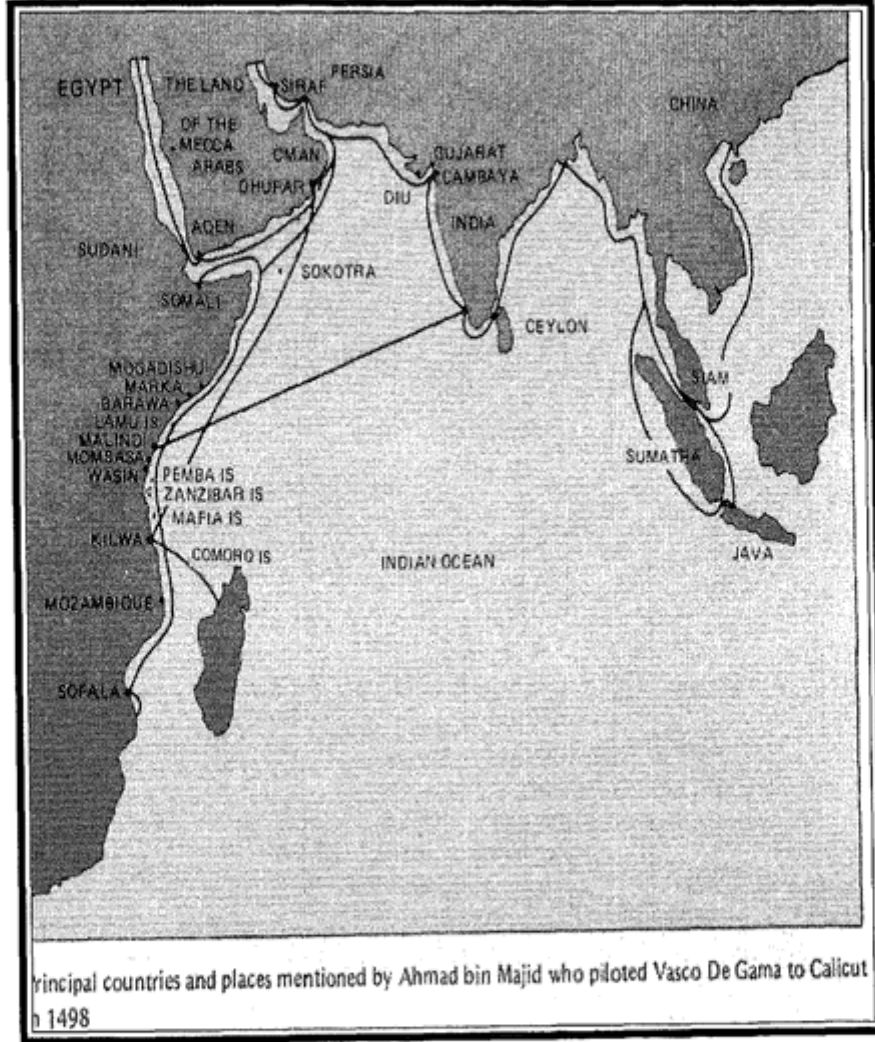 EGYPT
THE LAND
OF THE
MECCA
ARABS
SIRAF
PERSIA
CHINA
OMAN
DHUFAR
GUJARAT
CAMBAYA
DIU
INDIA
ADEN
SUDANI
SOKOTRA
SOMALI
CEYLON
MOGADISHU
MARKA
BARAWA
LAMU IS
MALINDI
MOMBASA
WASIN
PEMBA IS
ZANZIBAR IS
MAFIA IS
KILWA
COMORO IS
SIAM
SUMATRA
INDIAN OCEAN
JAVA
MOZAMBIQUE
SOFALA
rincipal countries and places mentioned by Ahmad bin Majid who piloted Vasco De Gama to Calicut
n 1498